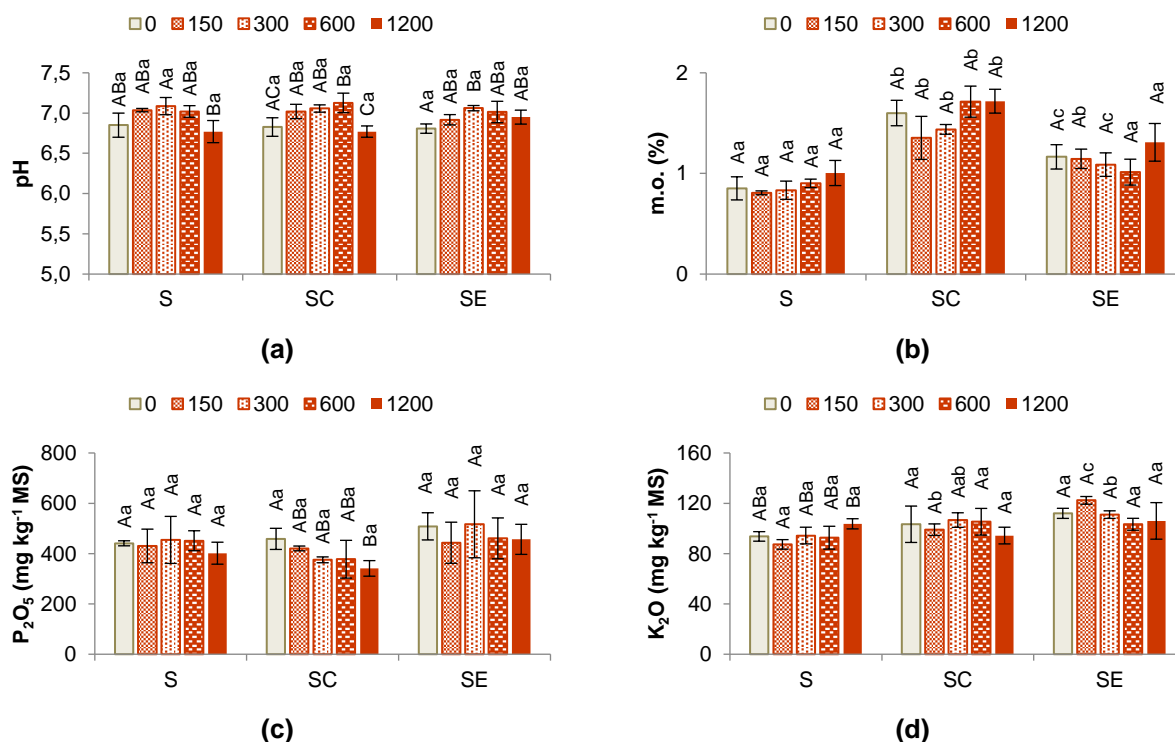 0 150 300 600 1200
ABa ABa Aa ABa Ba ACa ABa ABa Ba Ca Aa ABa Ba ABa ABa
pH
7,5
7,0
6,5
6,0
5,5
5,0
S SC SE
(a)
0 150 300 600 1200
Aa Aa Aa Aa Aa Ab Ab Ab Ab Ab Ac Ab Ac Aa Aa
m.o. (%)
2
1
0
S SC SE
(b)
0 150 300 600 1200
Aa Aa Aa Aa Aa Aa ABa ABa ABa Ba Aa Aa Aa Aa Aa
P₂O₅ (mg kg⁻¹ MS)
800
600
400
200
0
S SC SE
(c)
0 150 300 600 1200
ABa Aa ABa ABa Ba Aa Ab Aab Aa Aa Aa Ac Ab Aa Aa
K₂O (mg kg⁻¹ MS)
160
120
80
40
0
S SC SE
(d)